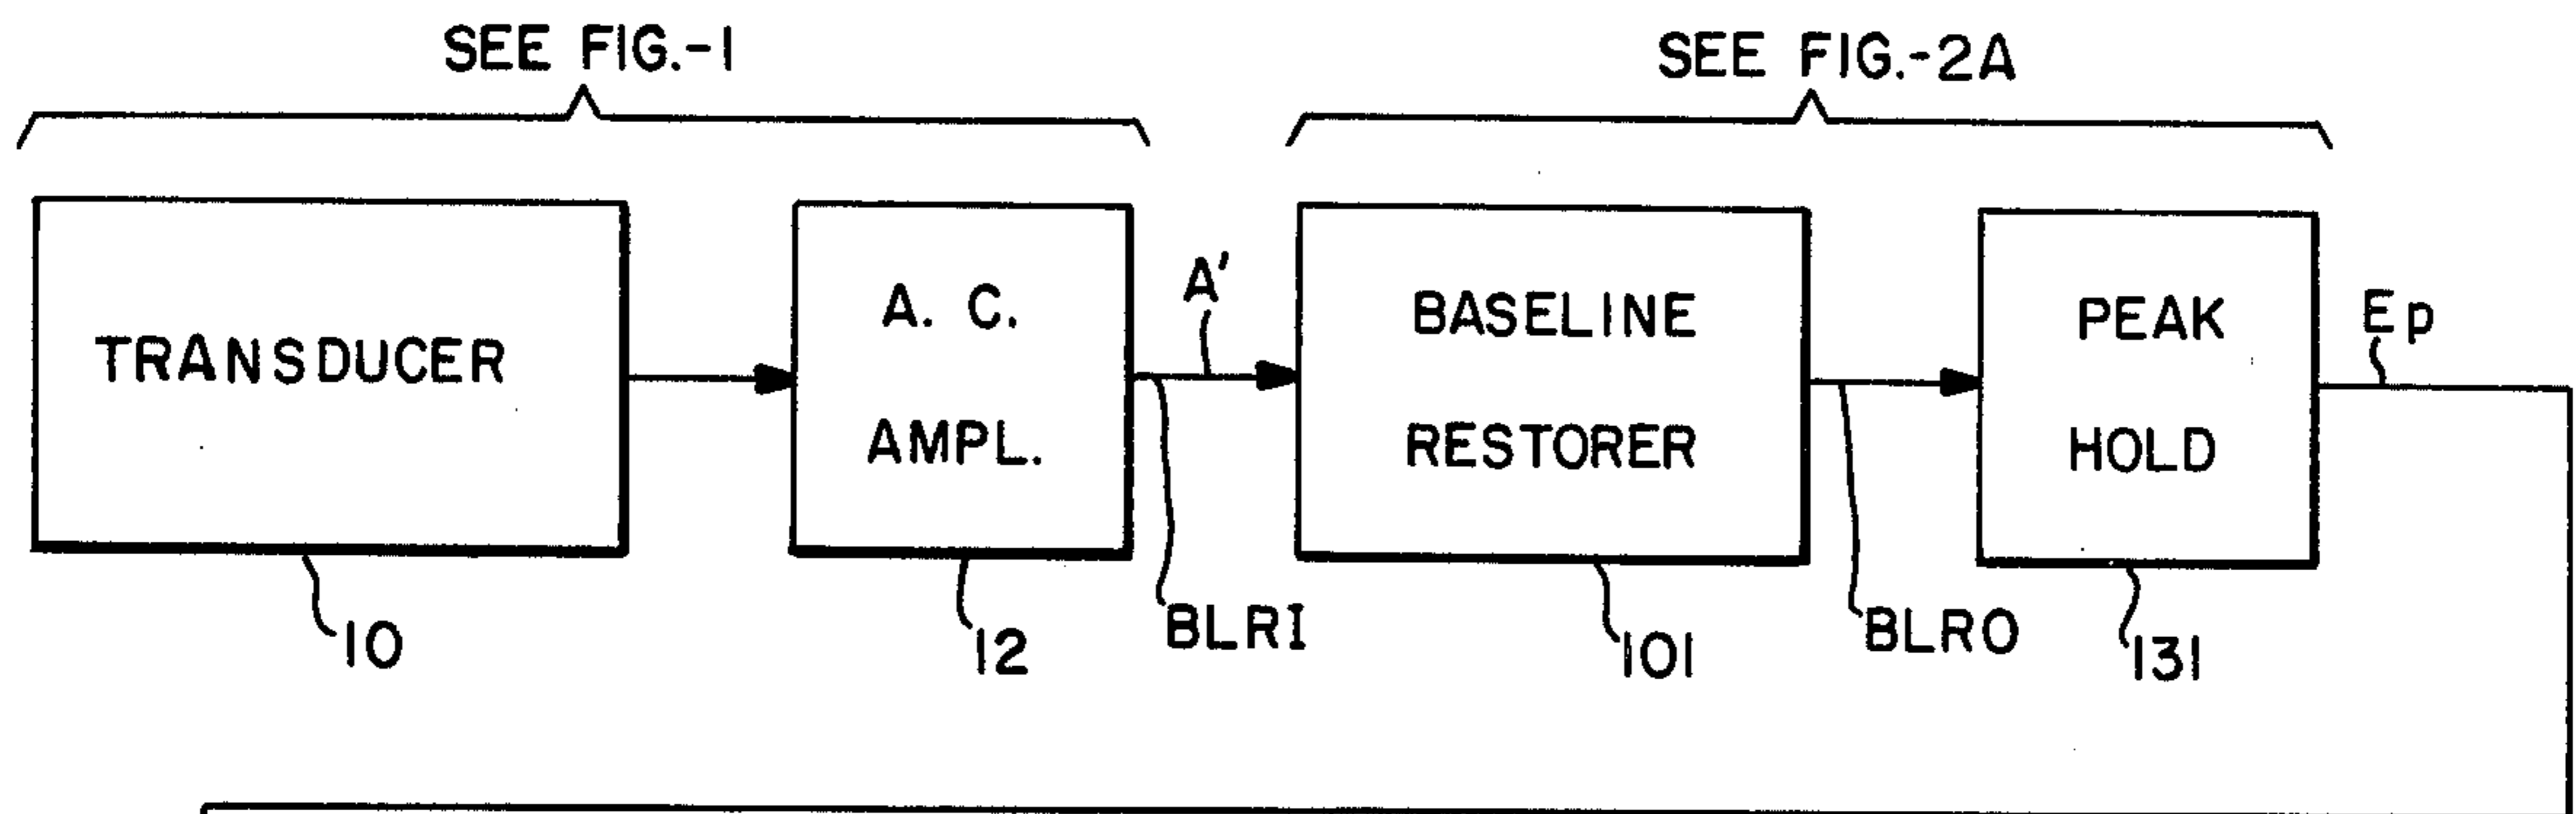 SEE FIG.-1
SEE FIG.-2A
TRANSDUCER
A. C.
AMPL.
A'
BASELINE
RESTORER
PEAK
HOLD
Ep
10
12
BLRI
101
BLRO
131